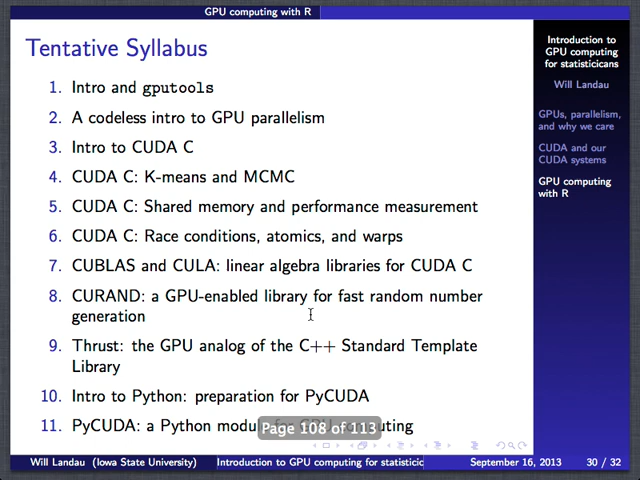 GPU computing with R
Tentative Syllabus
1. Intro and gputools
2. A codeless intro to GPU parallelism
3. Intro to CUDA C
4. CUDA C: K-means and MCMC
5. CUDA C: Shared memory and performance measurement
6. CUDA C: Race conditions, atomics, and warps
7. CUBLAS and CULA: linear algebra libraries for CUDA C
8. CURAND: a GPU-enabled library for fast random number
generation
9. Thrust: the GPU analog of the C++ Standard Template
Library
10. Intro to Python: preparation for PyCUDA
11. PyCUDA: a Python modu
Page 108 of 113
Introduction to
GPU computing
for statisticians
Will Landau
GPUs, parallelism,
and why we care
CUDA and our
CUDA systems
GPU computing
with R
Will Landau (Iowa State University) Introduction to GPU computing for statistici September 16, 2013 30 / 32